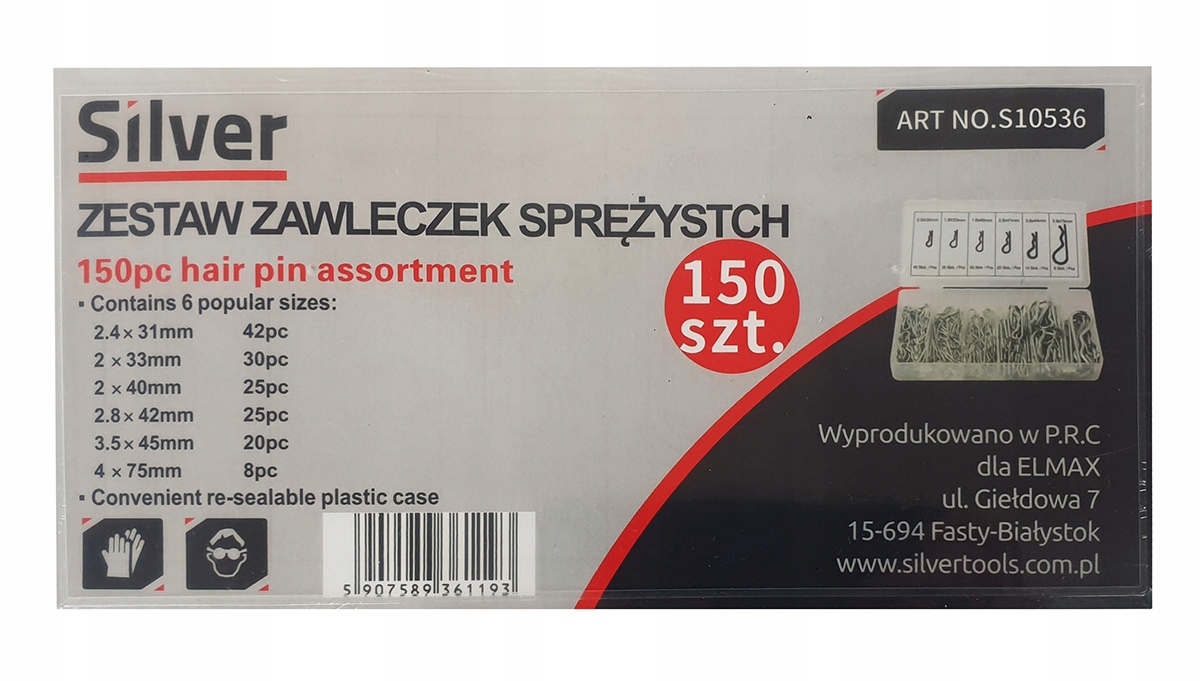 Silver
ART NO.S10536
ZESTAW ZAWLECZEK SPRĘŻYSTCH
150pc hair pin assortment
150
szt.
▪ Contains 6 popular sizes:
2.4 × 31mm 42pc
2 × 33mm 30pc
2 × 40mm 25pc
2.8 × 42mm 25pc
3.5 × 45mm 20pc
4 × 75mm 8pc
▪ Convenient re-sealable plastic case
Wyprodukowano w P.R.C
dla ELMAX
ul. Giełdowa 7
15-694 Fasty-Białystok
www.silvertools.com.pl
5 907589 361193